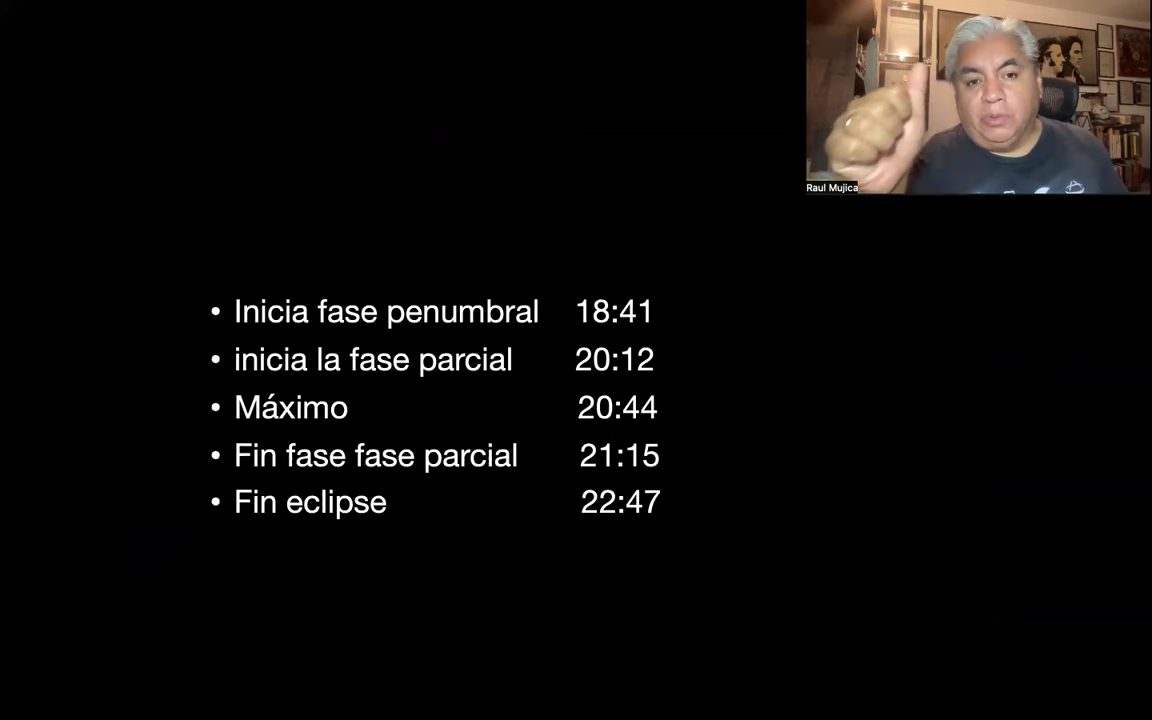 Raul Mujica
• Inicia fase penumbral 18:41
• inicia la fase parcial 20:12
• Máximo 20:44
• Fin fase fase parcial 21:15
• Fin eclipse 22:47